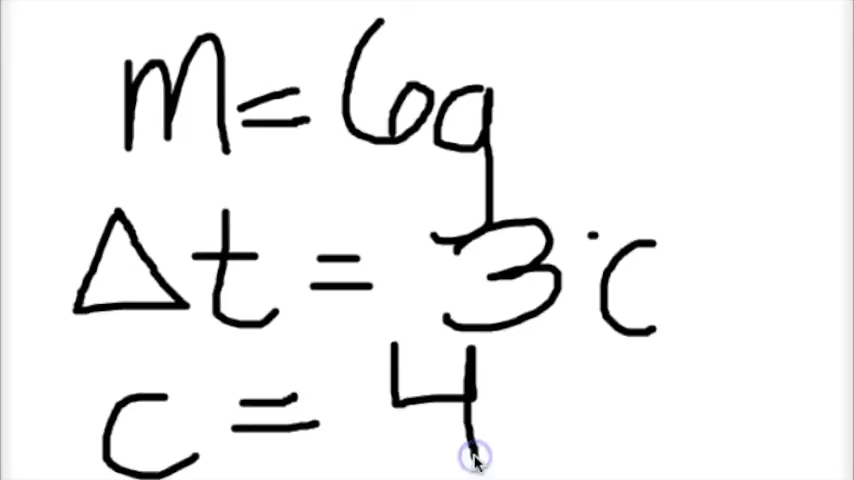 m = 6g
Δt = 3°C
c = 4